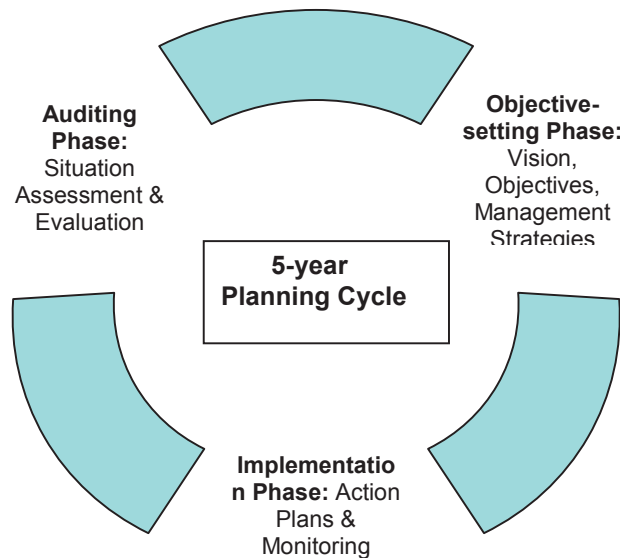 Auditing
Phase:
Situation
Assessment &
Evaluation
Objective-
setting Phase:
Vision,
Objectives,
Management
Strategies
5-year
Planning Cycle
Implementatio
n Phase: Action
Plans &
Monitoring